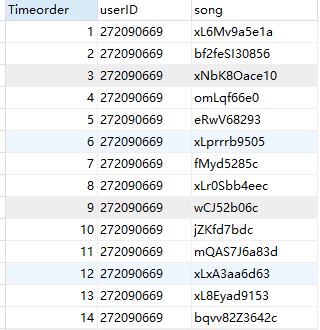 Timeorder userID song
1 272090669 xL6Mv9a5e1a
2 272090669 bf2feSI30856
3 272090669 xNbK8Oace10
4 272090669 omLqf66e0
5 272090669 eRwV68293
6 272090669 xLprrrb9505
7 272090669 fMyd5285c
8 272090669 xLr0Sbb4eec
9 272090669 wCJ52b06c
10 272090669 jZKfd7bdc
11 272090669 mQAS7J6a83d
12 272090669 xLxA3aa6d63
13 272090669 xL8Eyad9153
14 272090669 bqvv82Z3642c